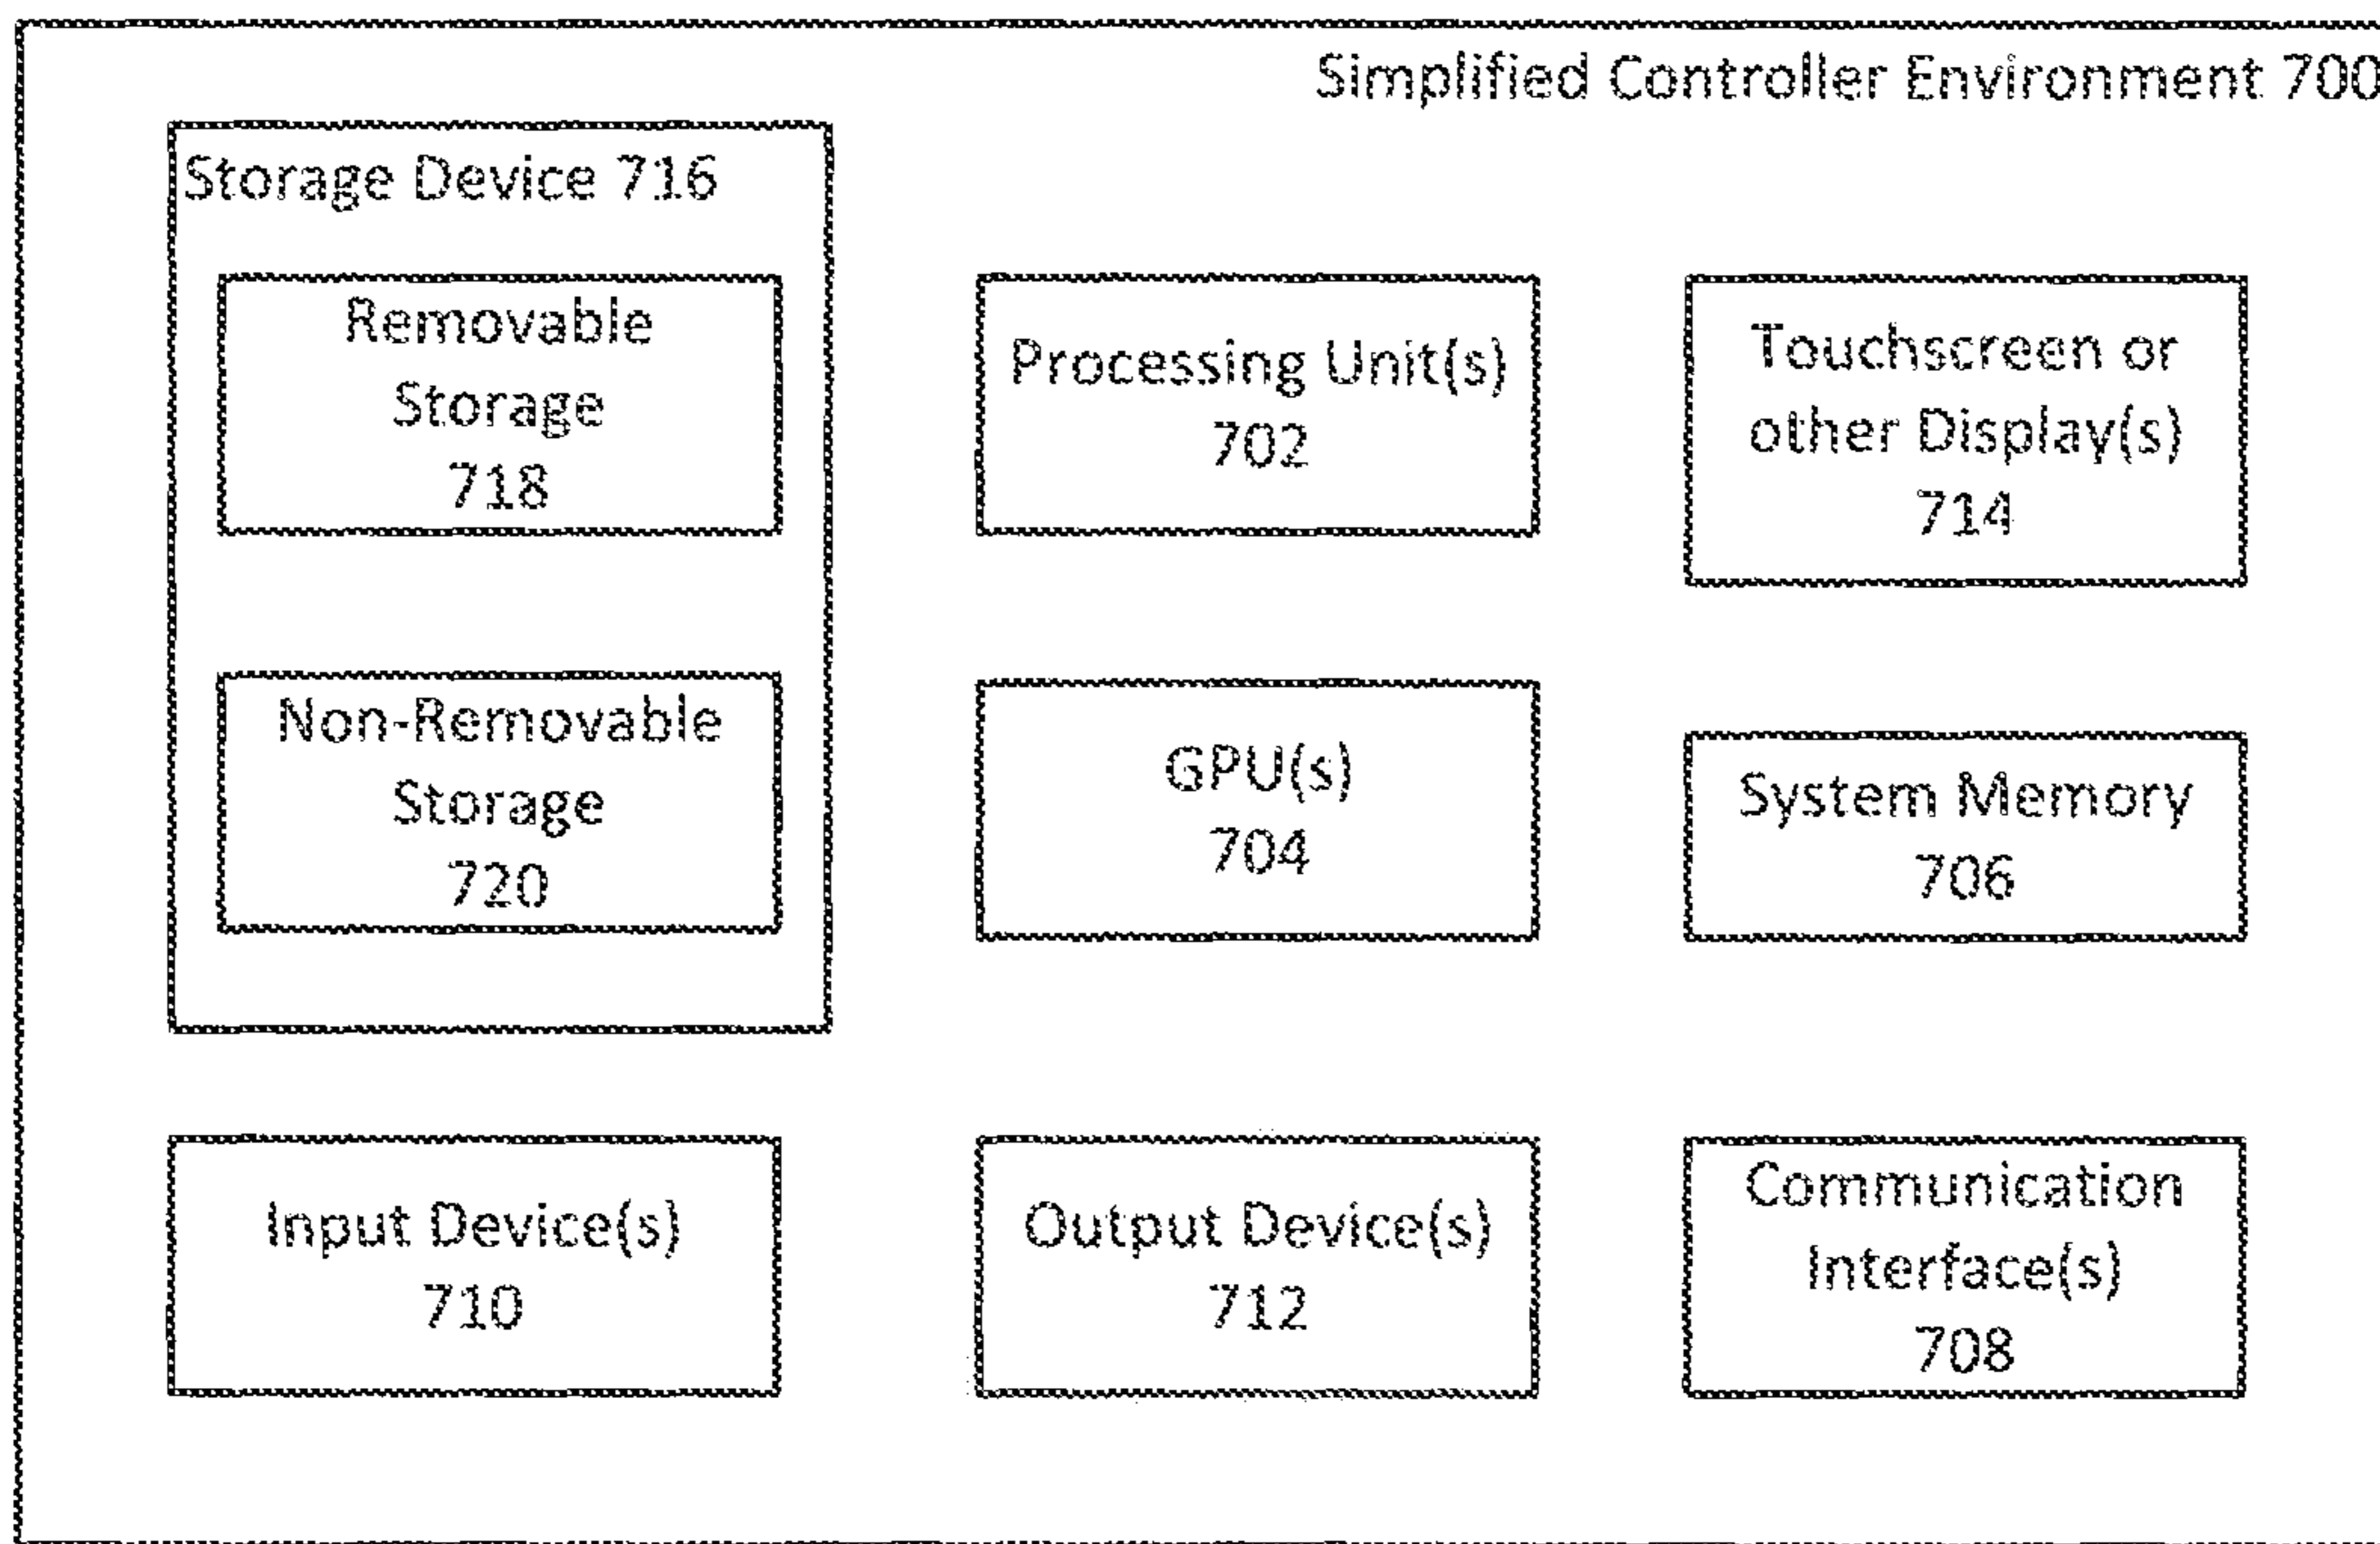 Simplified Controller Environment 700
Storage Device 716
Removable
Storage
718
Processing Unit(s)
702
Touchscreen or
other Display(s)
714
Non-Removable
Storage
720
GPU(s)
704
System Memory
706
Input Device(s)
710
Output Device(s)
712
Communication
Interface(s)
708